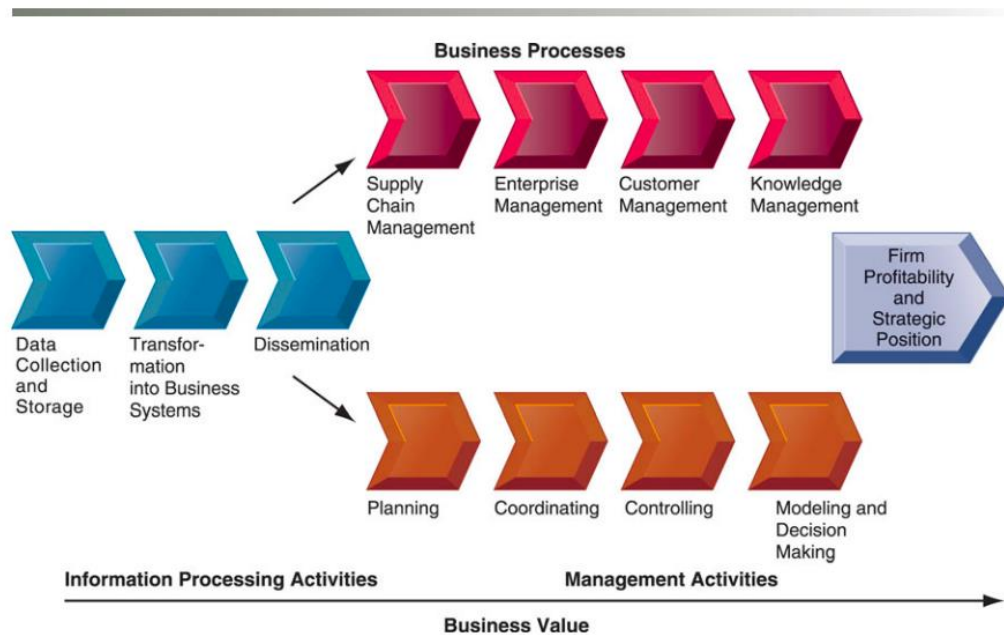 Business Processes
Supply
Chain
Management
Enterprise
Management
Customer
Management
Knowledge
Management
Data
Collection
and
Storage
Transfor-
mation
into Business
Systems
Dissemination
Firm
Profitability
and
Strategic
Position
Planning
Coordinating
Controlling
Modeling and
Decision
Making
Information Processing Activities
Management Activities
Business Value